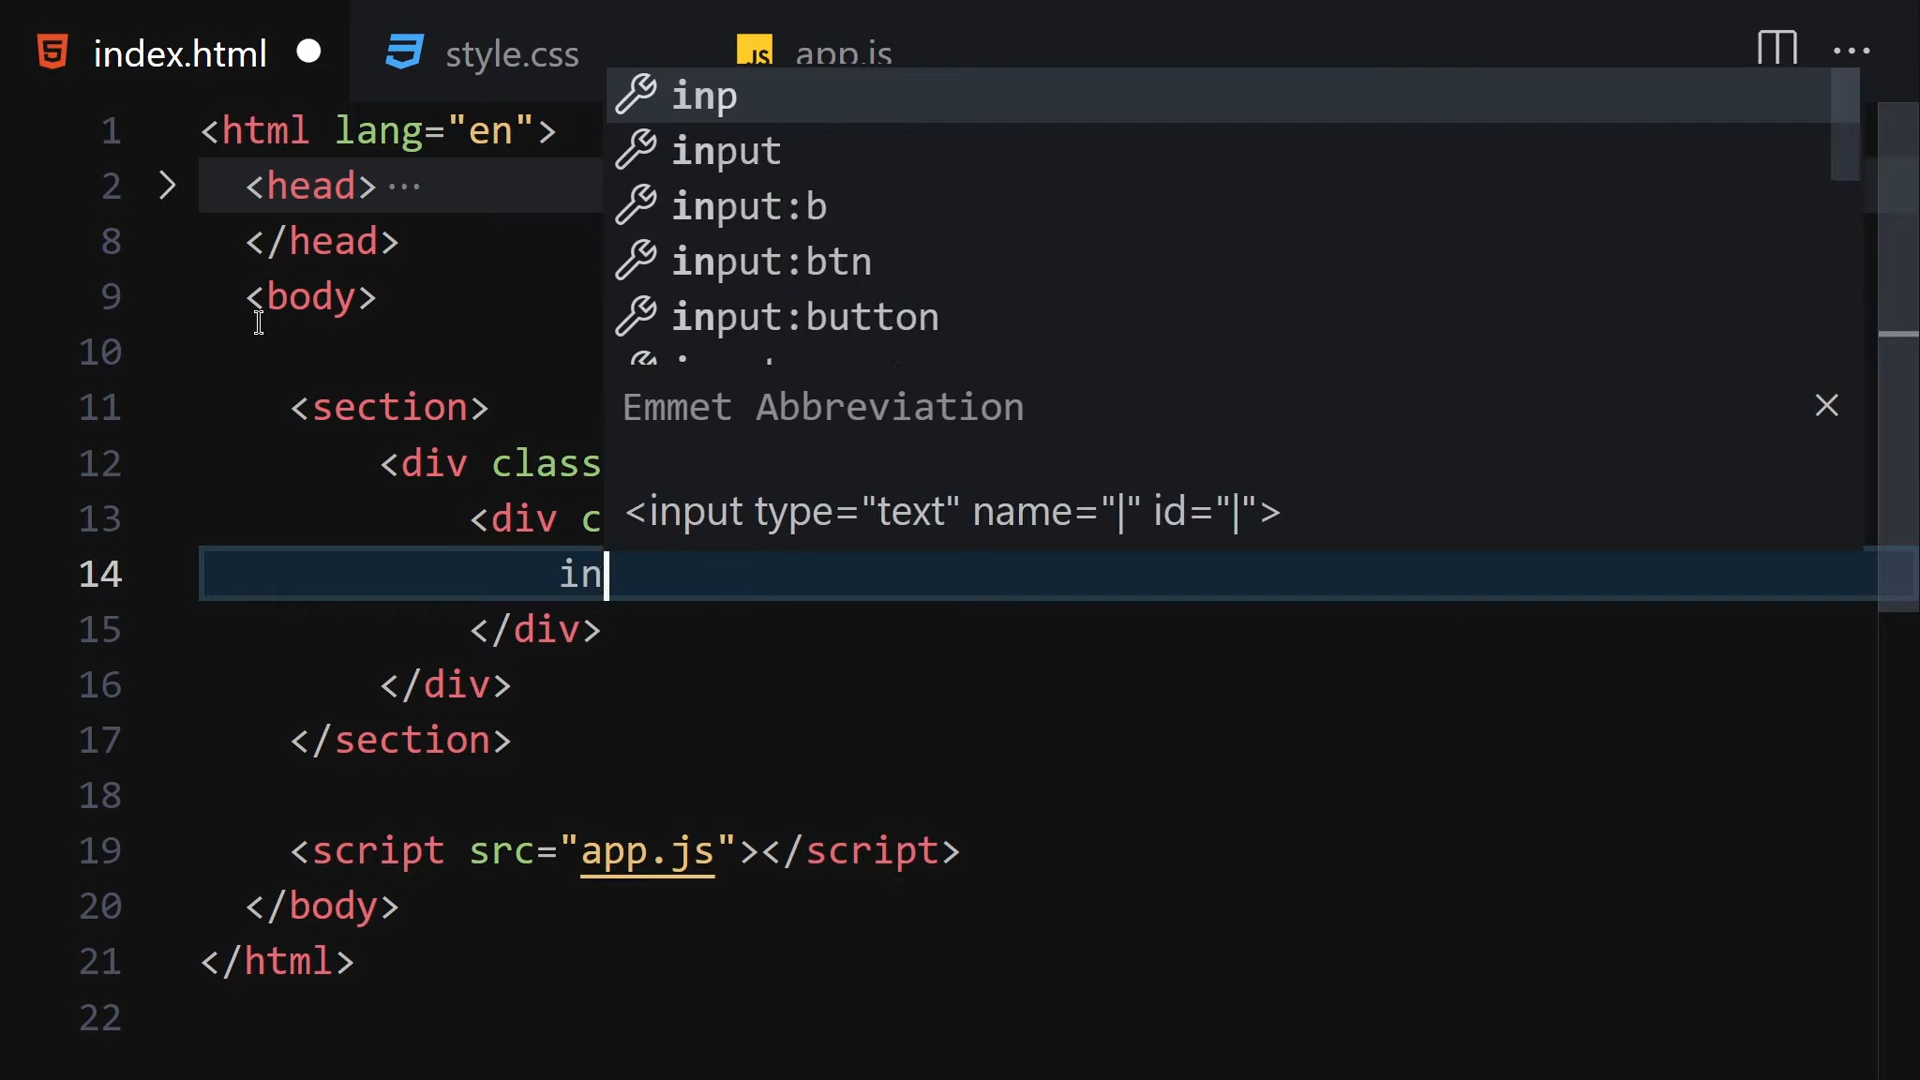 index.html style.css app.js
1 <html lang="en">
2 <head> ...
8 </head>
9 <body>
10
11 <section>
12 <div class
13 <div c
14 in
15 </div>
16 </div>
17 </section>
18
19 <script src="app.js"></script>
20 </body>
21 </html>
22
inp
input
input:b
input:btn
input:button
Emmet Abbreviation
<input type="text" name="|" id="|">